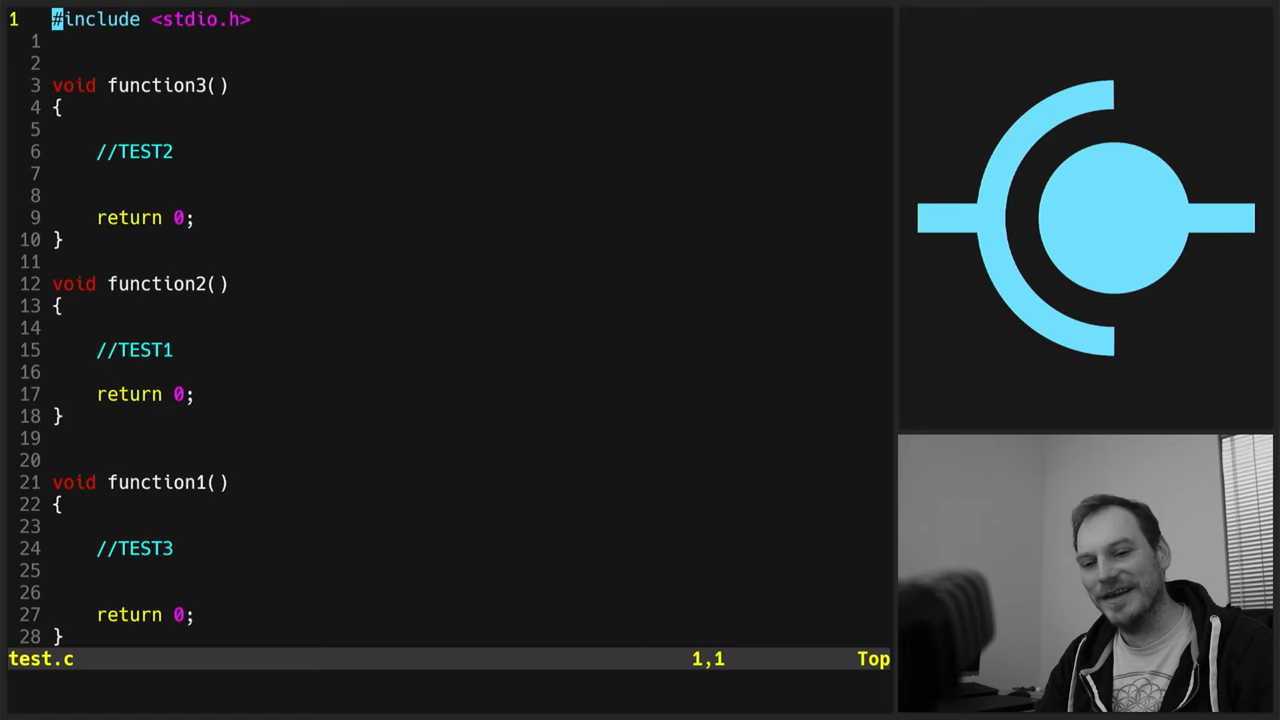 1 #include <stdio.h>
1
2
3 void function3()
4 {
5
6 //TEST2
7
8
9 return 0;
10 }
11
12 void function2()
13 {
14
15 //TEST1
16
17 return 0;
18 }
19
20
21 void function1()
22 {
23
24 //TEST3
25
26
27 return 0;
28 }
test.c 1,1 Top